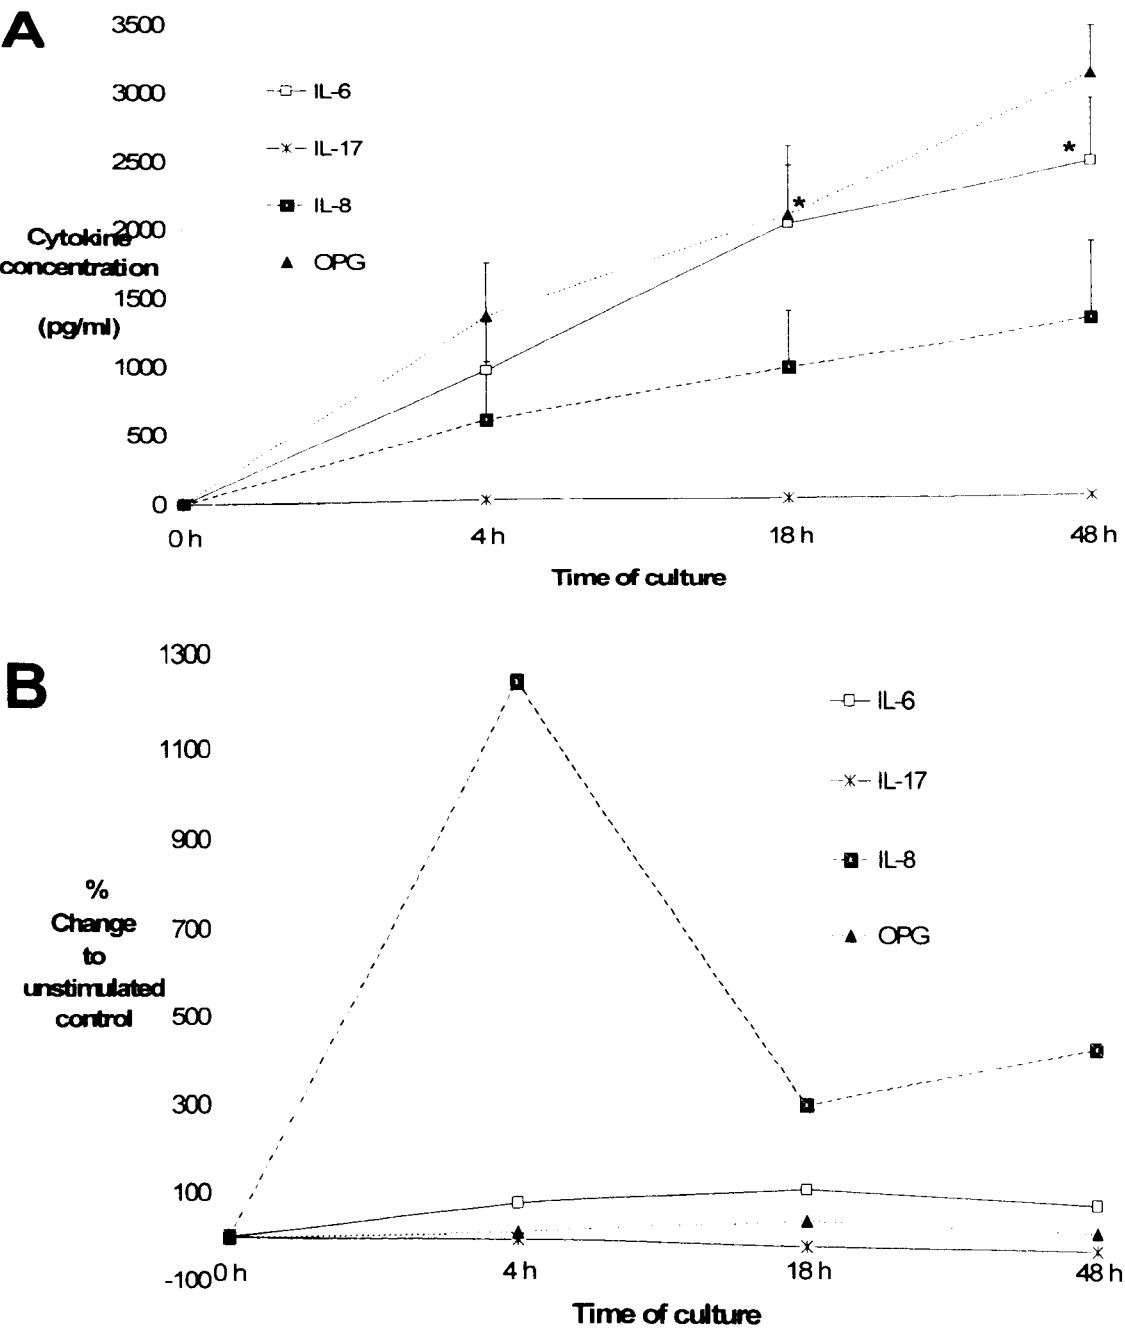 A
3500
3000
2500
2000
1500
1000
500
0
Cytokine
concentration
(pg/ml)
IL-6
IL-17
IL-8
OPG
*
*
0 h
4 h
18 h
48 h
Time of culture
B
1300
1100
900
700
500
300
100
-100
%
Change
to
unstimulated
control
IL-6
IL-17
IL-8
OPG
0 h
4 h
18 h
48 h
Time of culture